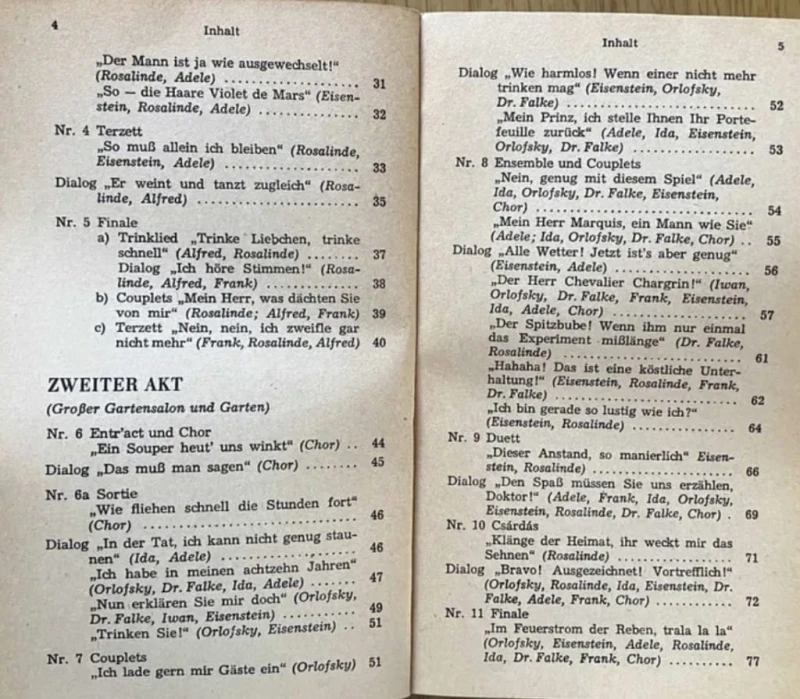 4
Inhalt
„Der Mann ist ja wie ausgewechselt!“
(Rosalinde, Adele) .................. 31
„So — die Haare Violet de Mars“ (Eisen-
stein, Rosalinde, Adele) .............. 32
Nr. 4 Terzett
„So muß allein ich bleiben“ (Rosalinde,
Eisenstein, Adele) .................. 33
Dialog „Er weint und tanzt zugleich“ (Rosa-
linde, Alfred) ...................... 35
Nr. 5 Finale
a) Trinklied „Trinke Liebchen, trinke
schnell“ (Alfred, Rosalinde) ........ 37
Dialog „Ich höre Stimmen!“ (Rosa-
linde, Alfred, Frank) .............. 38
b) Couplets „Mein Herr, was dächten Sie
von mir“ (Rosalinde; Alfred, Frank) 39
c) Terzett „Nein, nein, ich zweifle gar
nicht mehr“ (Frank, Rosalinde, Alfred) 40
ZWEITER AKT
(Großer Gartensalon und Garten)
Nr. 6 Entr'act und Chor
„Ein Souper heut' uns winkt“ (Chor) .. 44
Dialog „Das muß man sagen“ (Chor) ........ 45
Nr. 6a Sortie
„Wie fliehen schnell die Stunden fort“
(Chor) .............................. 46
Dialog „In der Tat, ich kann nicht genug stau-
nen“ (Ida, Adele) .................. 46
„Ich habe in meinen achtzehn Jahren“
(Orlofsky, Dr. Falke, Ida, Adele) ...... 47
„Nun erklären Sie mir doch“ (Orlofsky,
Dr. Falke, Iwan, Eisenstein) .......... 49
„Trinken Sie!“ (Orlofsky, Eisenstein) .. 51
Nr. 7 Couplets
„Ich lade gern mir Gäste ein“ (Orlofsky) 51
Inhalt
5
Dialog „Wie harmlos! Wenn einer nicht mehr
trinken mag“ (Eisenstein, Orlofsky,
Dr. Falke) .......................... 52
„Mein Prinz, ich stelle Ihnen Ihr Porte-
feuille zurück“ (Adele, Ida, Eisenstein,
Orlofsky, Dr. Falke) ................ 53
Nr. 8 Ensemble und Couplets
„Nein, genug mit diesem Spiel“ (Adele,
Ida, Orlofsky, Dr. Falke, Eisenstein,
Chor) .............................. 54
„Mein Herr Marquis, ein Mann wie Sie“
(Adele; Ida, Orlofsky, Dr. Falke, Chor) .. 55
Dialog „Alle Wetter! Jetzt ist's aber genug“
(Eisenstein, Adele) .................. 56
„Der Herr Chevalier Chargrin!“ (Iwan,
Orlofsky, Dr. Falke, Frank, Eisenstein,
Ida, Adele, Chor) .................... 57
„Der Spitzbube! Wenn ihm nur einmal
das Experiment mißlänge“ (Dr. Falke,
Rosalinde) .......................... 61
„Hahaha! Das ist eine köstliche Unter-
haltung!“ (Eisenstein, Rosalinde, Frank,
Dr. Falke) .......................... 62
„Ich bin gerade so lustig wie ich?“
(Eisenstein, Rosalinde) .............. 64
Nr. 9 Duett
„Dieser Anstand, so manierlich“ Eisen-
stein, Rosalinde) .................... 66
Dialog „Den Spaß müssen Sie uns erzählen,
Doktor!“ (Adele, Frank, Ida, Orlofsky,
Eisenstein, Rosalinde, Dr. Falke, Chor) . 69
Nr. 10 Csárdás
„Klänge der Heimat, ihr weckt mir das
Sehnen“ (Rosalinde) .................. 71
Dialog „Bravo! Ausgezeichnet! Vortrefflich!“
(Orlofsky, Rosalinde, Ida, Eisenstein, Dr.
Falke, Adele, Frank, Chor) ............ 72
Nr. 11 Finale
„Im Feuerstrom der Reben, trala la la“
(Orlofsky, Eisenstein, Adele, Rosalinde,
Ida, Dr. Falke, Frank, Chor) .......... 77